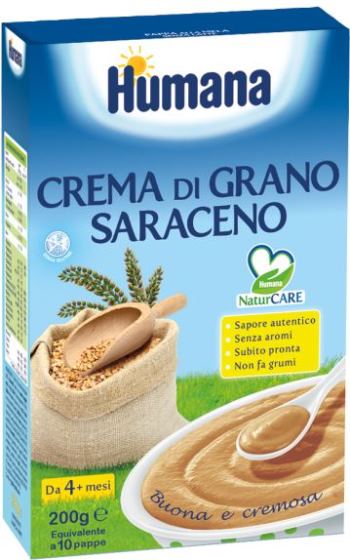 Humana
CREMA DI GRANO
SARACENO
Humana
NaturCARE
• Sapore autentico
• Senza aromi
• Subito pronta
• Non fa grumi
Da 4+ mesi
200g e
Equivalente
a 10 pappe
Buona e cremosa